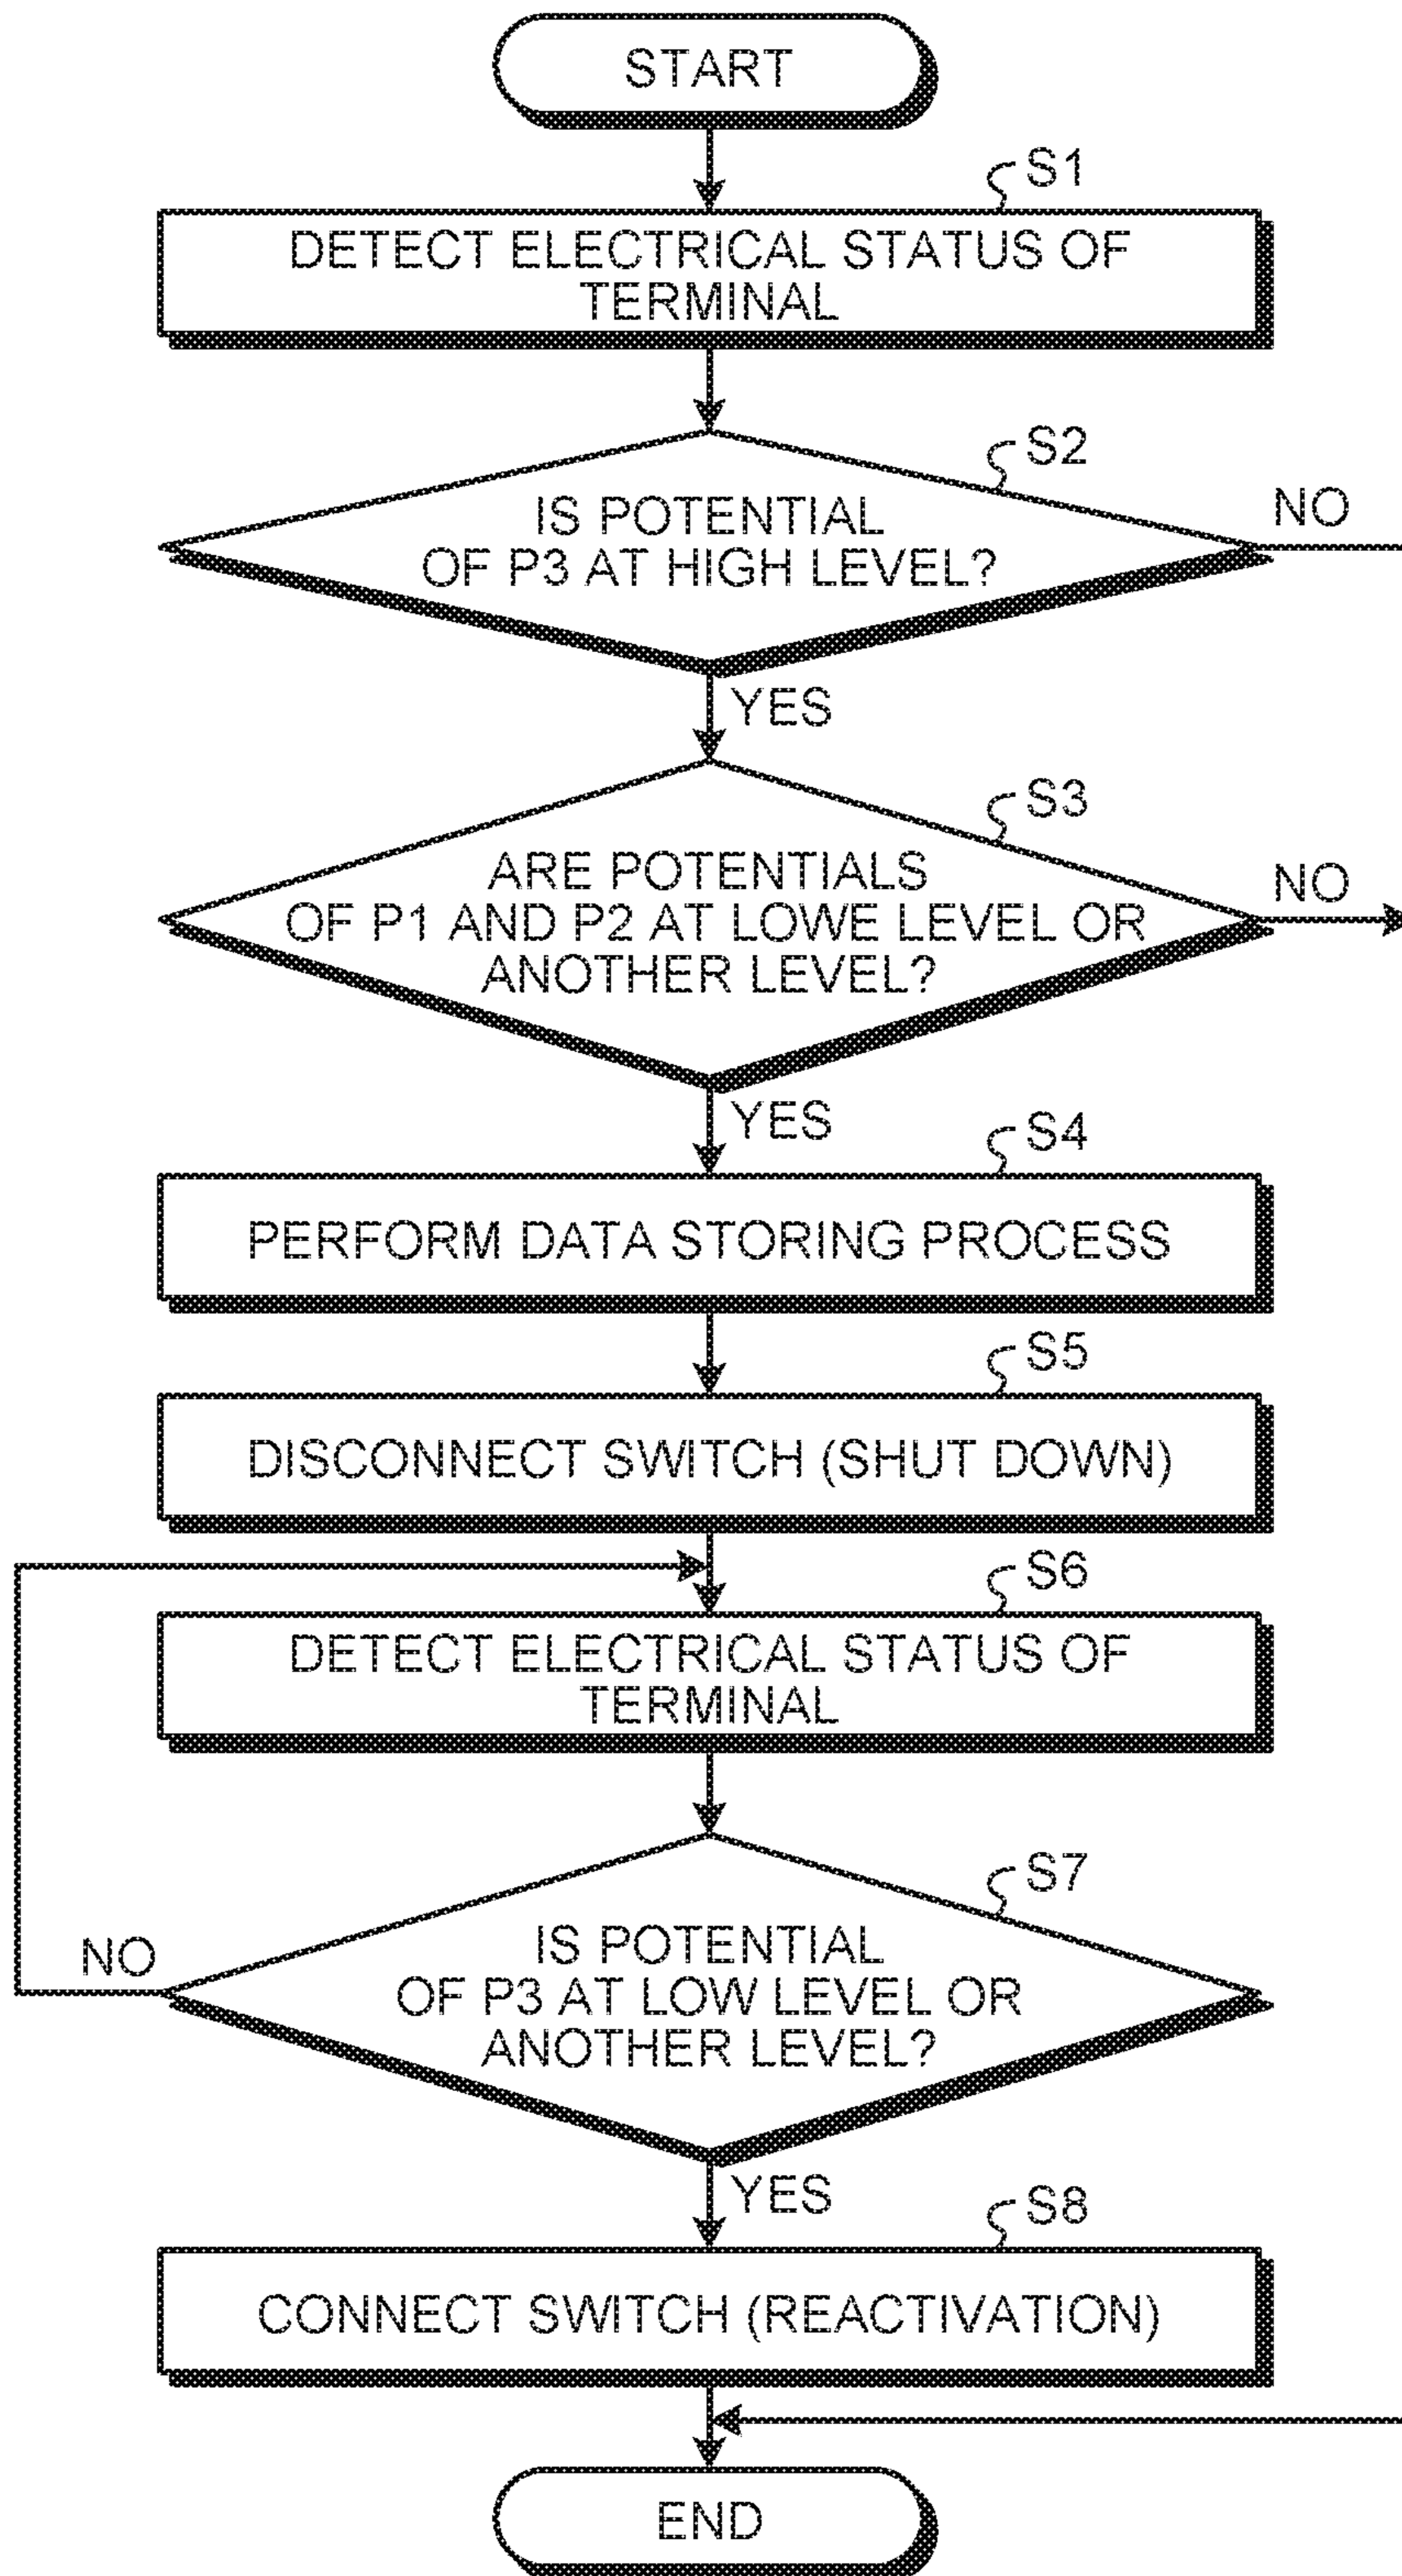 START
S1
DETECT ELECTRICAL STATUS OF
TERMINAL
S2
IS POTENTIAL
OF P3 AT HIGH LEVEL?
NO
YES
S3
ARE POTENTIALS
OF P1 AND P2 AT LOWE LEVEL OR
ANOTHER LEVEL?
NO
YES
S4
PERFORM DATA STORING PROCESS
S5
DISCONNECT SWITCH (SHUT DOWN)
S6
DETECT ELECTRICAL STATUS OF
TERMINAL
S7
IS POTENTIAL
OF P3 AT LOW LEVEL OR
ANOTHER LEVEL?
NO
YES
S8
CONNECT SWITCH (REACTIVATION)
END